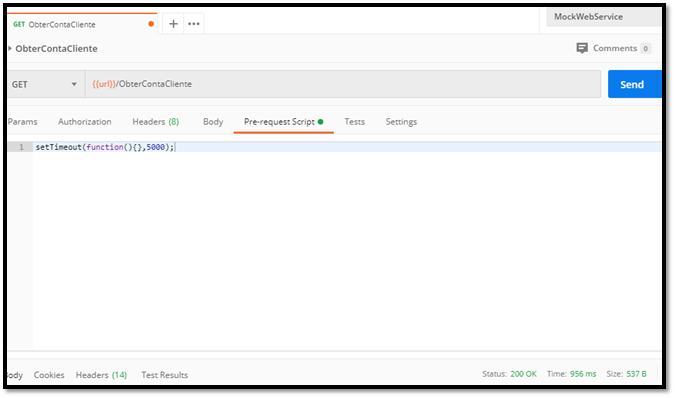 GET ObterContaCliente
+ •••
MockWebService
ObterContaCliente
Comments 0
GET
{{url}}/ObterContaCliente
Send
Params Authorization Headers (8) Body Pre-request Script Tests Settings
1 setTimeout(function(){},5000);
Body Cookies Headers (14) Test Results Status: 200 OK Time: 956 ms Size: 537 B